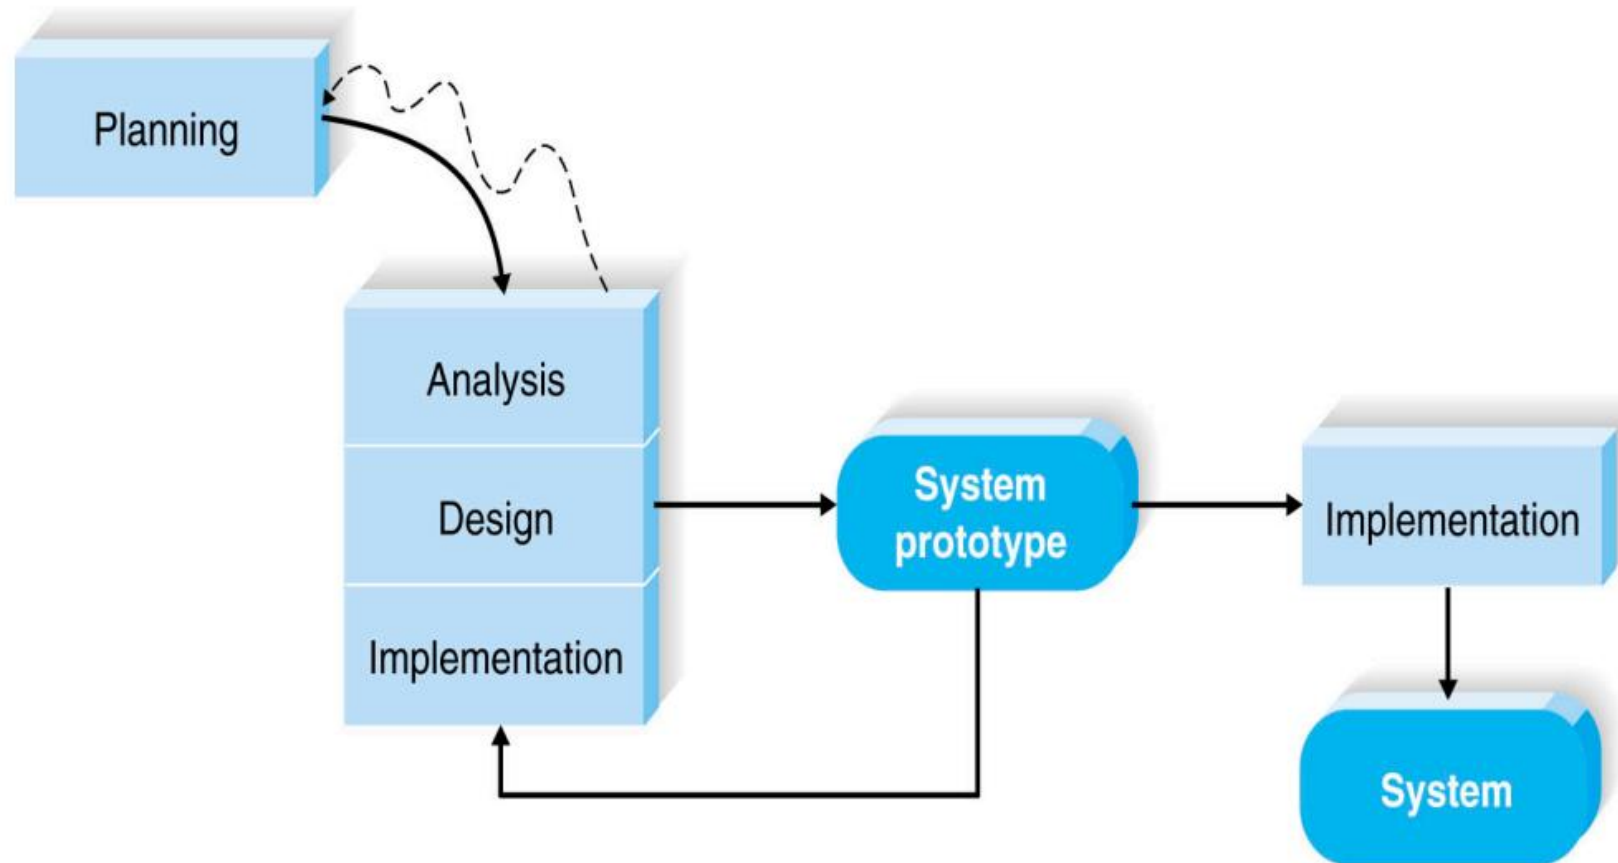 Planning
Analysis
Design
Implementation
System
prototype
Implementation
System